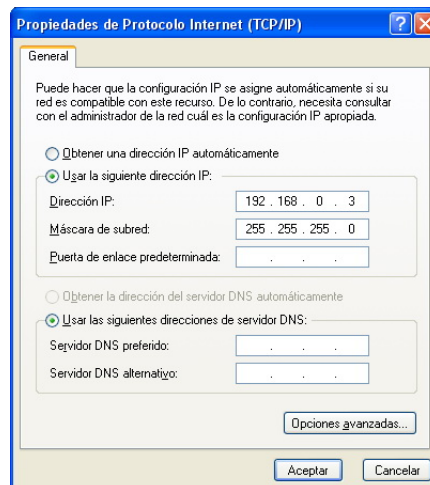 Propiedades de Protocolo Internet (TCP/IP)
General
Puede hacer que la configuración IP se asigne automáticamente si su
red es compatible con este recurso. De lo contrario, necesita consultar
con el administrador de la red cuál es la configuración IP apropiada.
Obtener una dirección IP automáticamente
Usar la siguiente dirección IP:
Dirección IP: 192 . 168 . 0 . 3
Máscara de subred: 255 . 255 . 255 . 0
Puerta de enlace predeterminada: . . .
Obtener la dirección del servidor DNS automáticamente
Usar las siguientes direcciones de servidor DNS:
Servidor DNS preferido: . . .
Servidor DNS alternativo: . . .
Opciones avanzadas...
Aceptar Cancelar